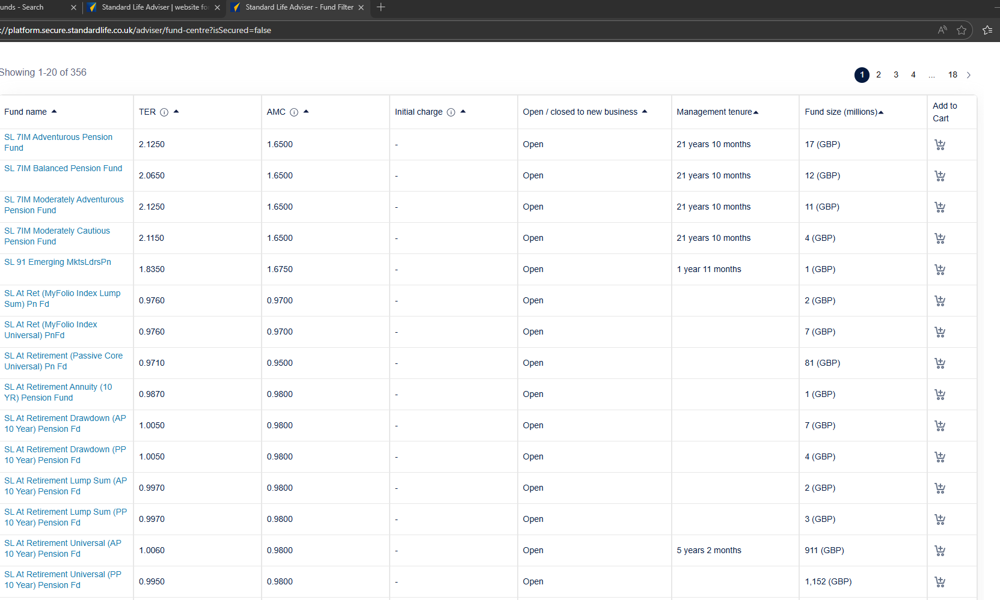 unds - Search
Standard Life Adviser | website for
Standard Life Adviser - Fund Filter
://platform.secure.standardlife.co.uk/adviser/fund-centre?isSecured=false
Showing 1-20 of 356
1 2 3 4 ... 18
Fund name TER AMC Initial charge Open / closed to new business Management tenure Fund size (millions) Add to
Cart
SL 7IM Adventurous Pension
Fund
2.1250 1.6500 - Open 21 years 10 months 17 (GBP)
SL 7IM Balanced Pension Fund
2.0650 1.6500 - Open 21 years 10 months 12 (GBP)
SL 7IM Moderately Adventurous
Pension Fund
2.1250 1.6500 - Open 21 years 10 months 11 (GBP)
SL 7IM Moderately Cautious
Pension Fund
2.1150 1.6500 - Open 21 years 10 months 4 (GBP)
SL 91 Emerging MktsLdrsPn
1.8350 1.6750 - Open 1 year 11 months 1 (GBP)
SL At Ret (MyFolio Index Lump
Sum) Pn Fd
0.9760 0.9700 - Open 2 (GBP)
SL At Ret (MyFolio Index
Universal) PnFd
0.9760 0.9700 - Open 7 (GBP)
SL At Retirement (Passive Core
Universal) Pn Fd
0.9710 0.9500 - Open 81 (GBP)
SL At Retirement Annuity (10
YR) Pension Fund
0.9870 0.9800 - Open 1 (GBP)
SL At Retirement Drawdown (AP
10 Year) Pension Fd
1.0050 0.9800 - Open 7 (GBP)
SL At Retirement Drawdown (PP
10 Year) Pension Fd
1.0050 0.9800 - Open 4 (GBP)
SL At Retirement Lump Sum (AP
10 Year) Pension Fd
0.9970 0.9800 - Open 2 (GBP)
SL At Retirement Lump Sum (PP
10 Year) Pension Fd
0.9970 0.9800 - Open 3 (GBP)
SL At Retirement Universal (AP
10 Year) Pension Fd
1.0060 0.9800 - Open 5 years 2 months 911 (GBP)
SL At Retirement Universal (PP
10 Year) Pension Fd
0.9950 0.9800 - Open 1,152 (GBP)